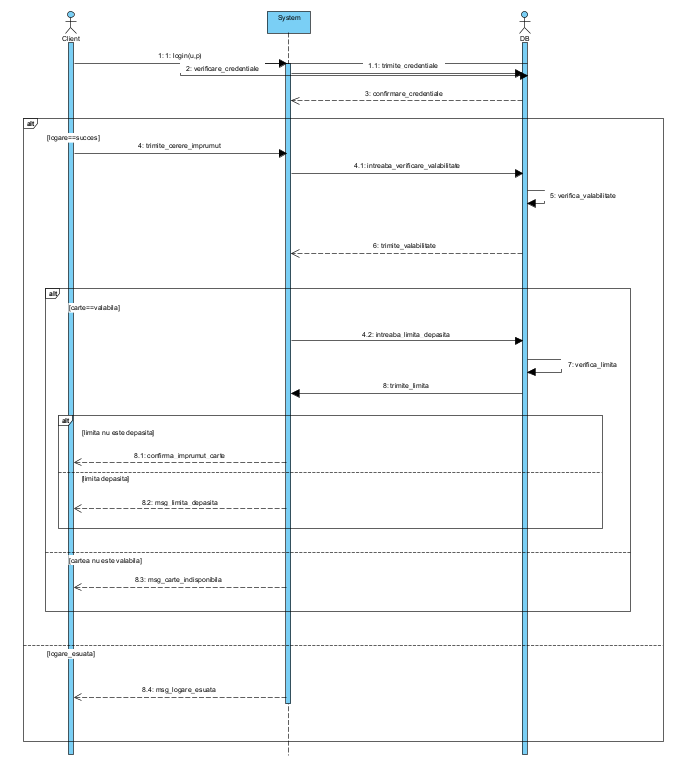 System
Client
DB
1: 1: login(u,p)
1.1: trimite_credentiale
2: verificare_credentiale
3: confirmare_credentiale
alt
[logare==succes]
4: trimite_cerere_imprumut
4.1: intreaba_verificare_valabilitate
5: verifica_valabilitate
6: trimite_valabilitate
alt
[carte==valabila]
4.2: intreaba_limita_depasita
7: verifica_limita
8: trimite_limita
alt
[limita nu este depasita]
8.1: confirma_imprumut_carte
[limita depasita]
8.2: msg_limita_depasita
[cartea nu este valabila]
8.3: msg_carte_indisponibila
[logare_esuata]
8.4: msg_logare_esuata